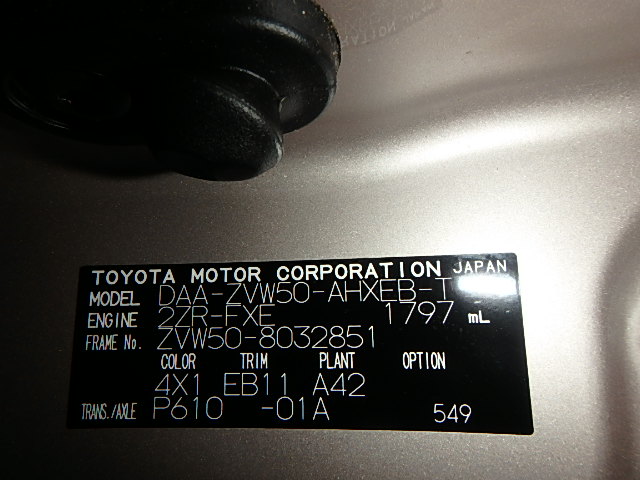 TOYOTA MOTOR CORPORATION JAPAN
MODEL DAA-ZVW50-AHXEB-T
ENGINE 2ZR-FXE 1797 mL
FRAME No. ZVW50-8032851
COLOR TRIM PLANT OPTION
4X1 EB11 A42
TRANS./AXLE P610 -01A 549